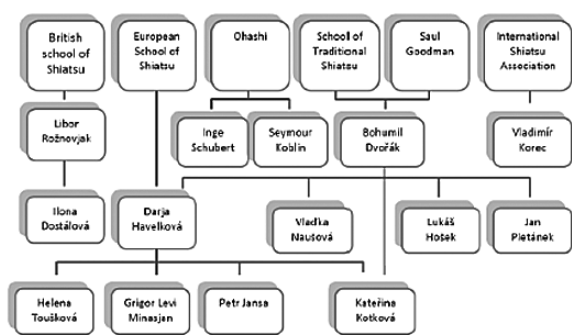 British
school of
Shiatsu
European
School of
Shiatsu
Ohashi
School of
Traditional
Shiatsu
Saul
Goodman
International
Shiatsu
Association
Libor
Rožnovjak
Inge
Schubert
Seymour
Koblin
Bohumil
Dvořák
Vladimír
Korec
Ilona
Dostálová
Darja
Havelková
Vlaďka
Naušová
Lukáš
Hošek
Jan
Pletánek
Helena
Toušková
Grigor Levi
Minasjan
Petr Jansa
Kateřina
Kotková